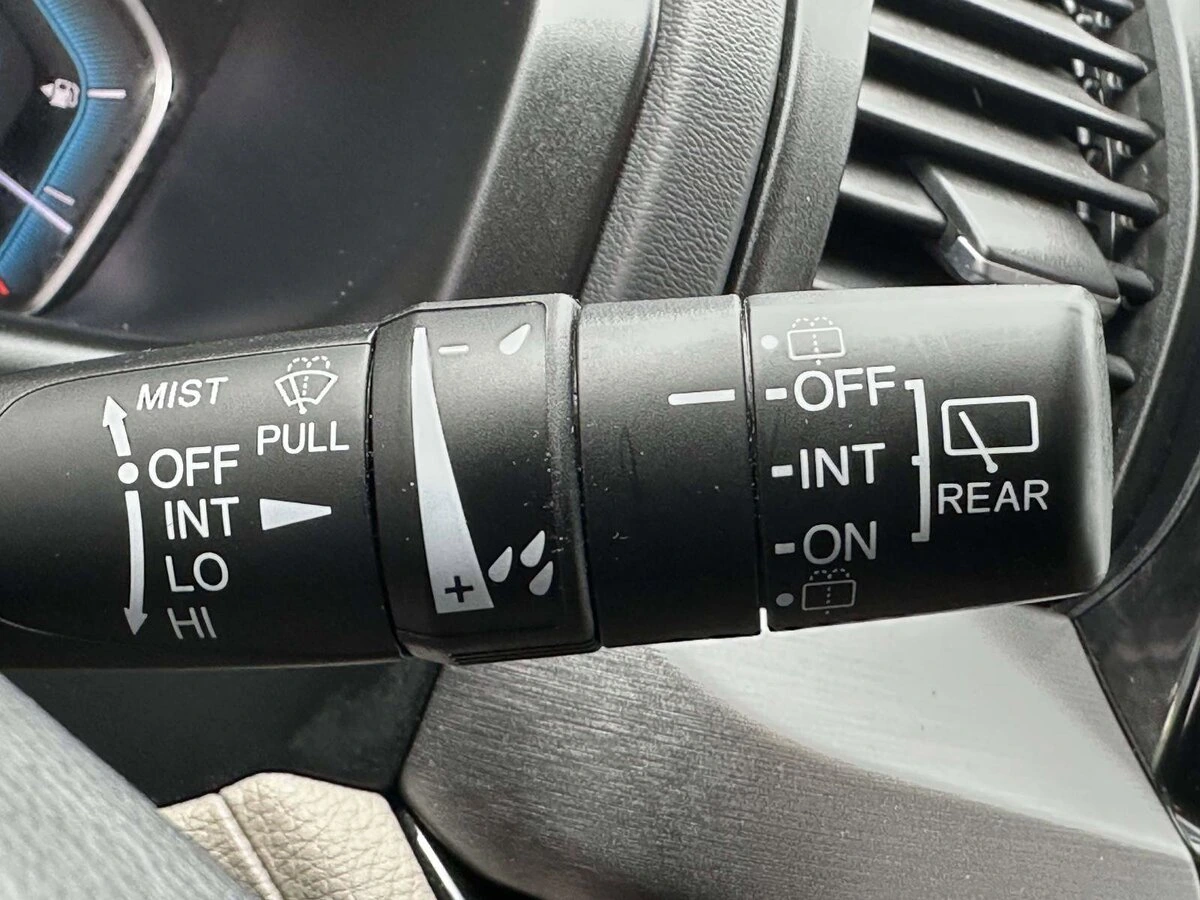 MIST
PULL
OFF
INT
LO
HI
-
+
OFF
INT
ON
REAR